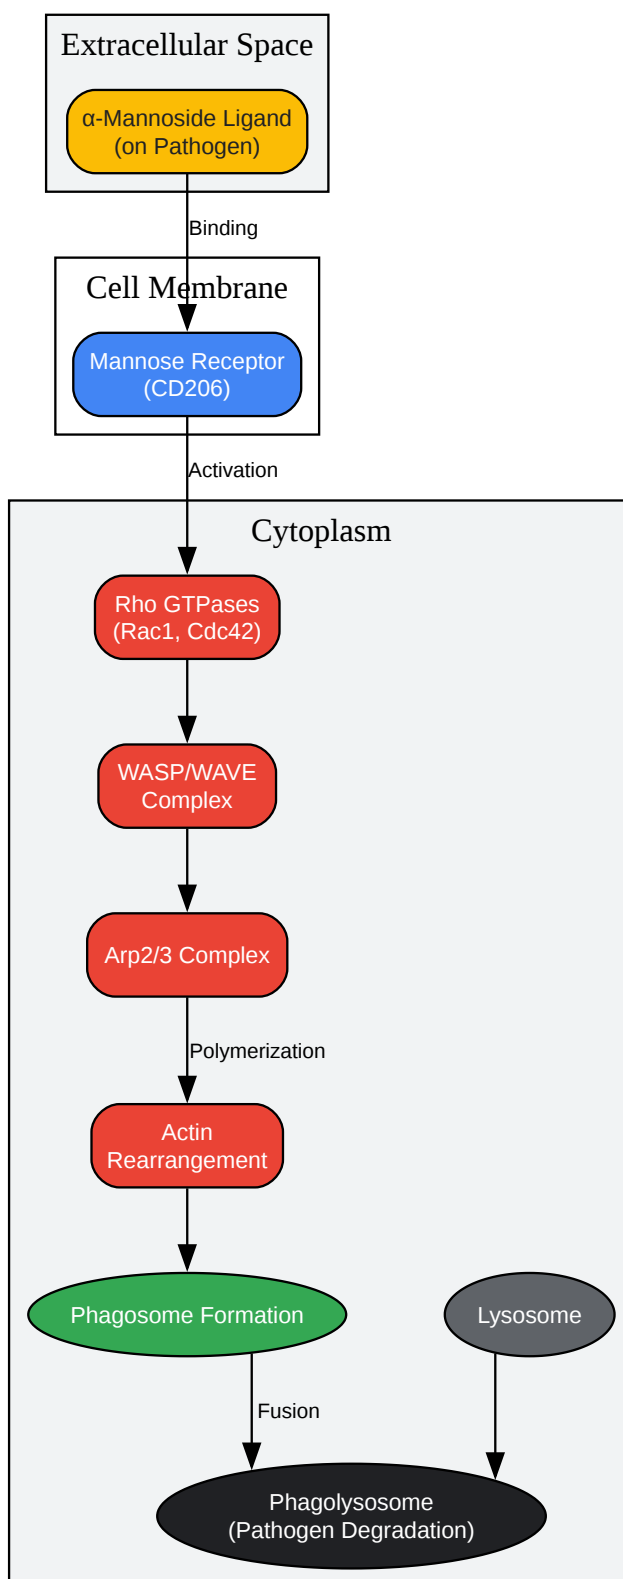 Extracellular Space
α-Mannoside Ligand
(on Pathogen)
Binding
Cell Membrane
Mannose Receptor
(CD206)
Activation
Cytoplasm
Rho GTPases
(Rac1, Cdc42)
WASP/WAVE
Complex
Arp2/3 Complex
Polymerization
Actin
Rearrangement
Phagosome Formation
Lysosome
Fusion
Phagolysosome
(Pathogen Degradation)